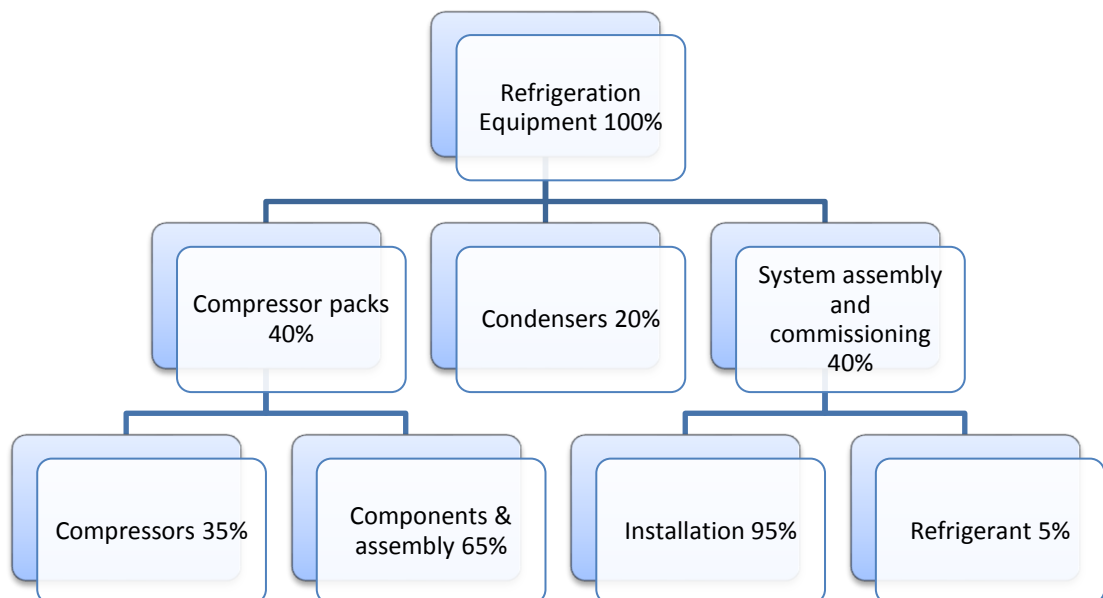 Refrigeration
Equipment 100%
Compressor packs
40%
Condensers 20%
System assembly
and
commissioning
40%
Compressors 35%
Components &
assembly 65%
Installation 95%
Refrigerant 5%